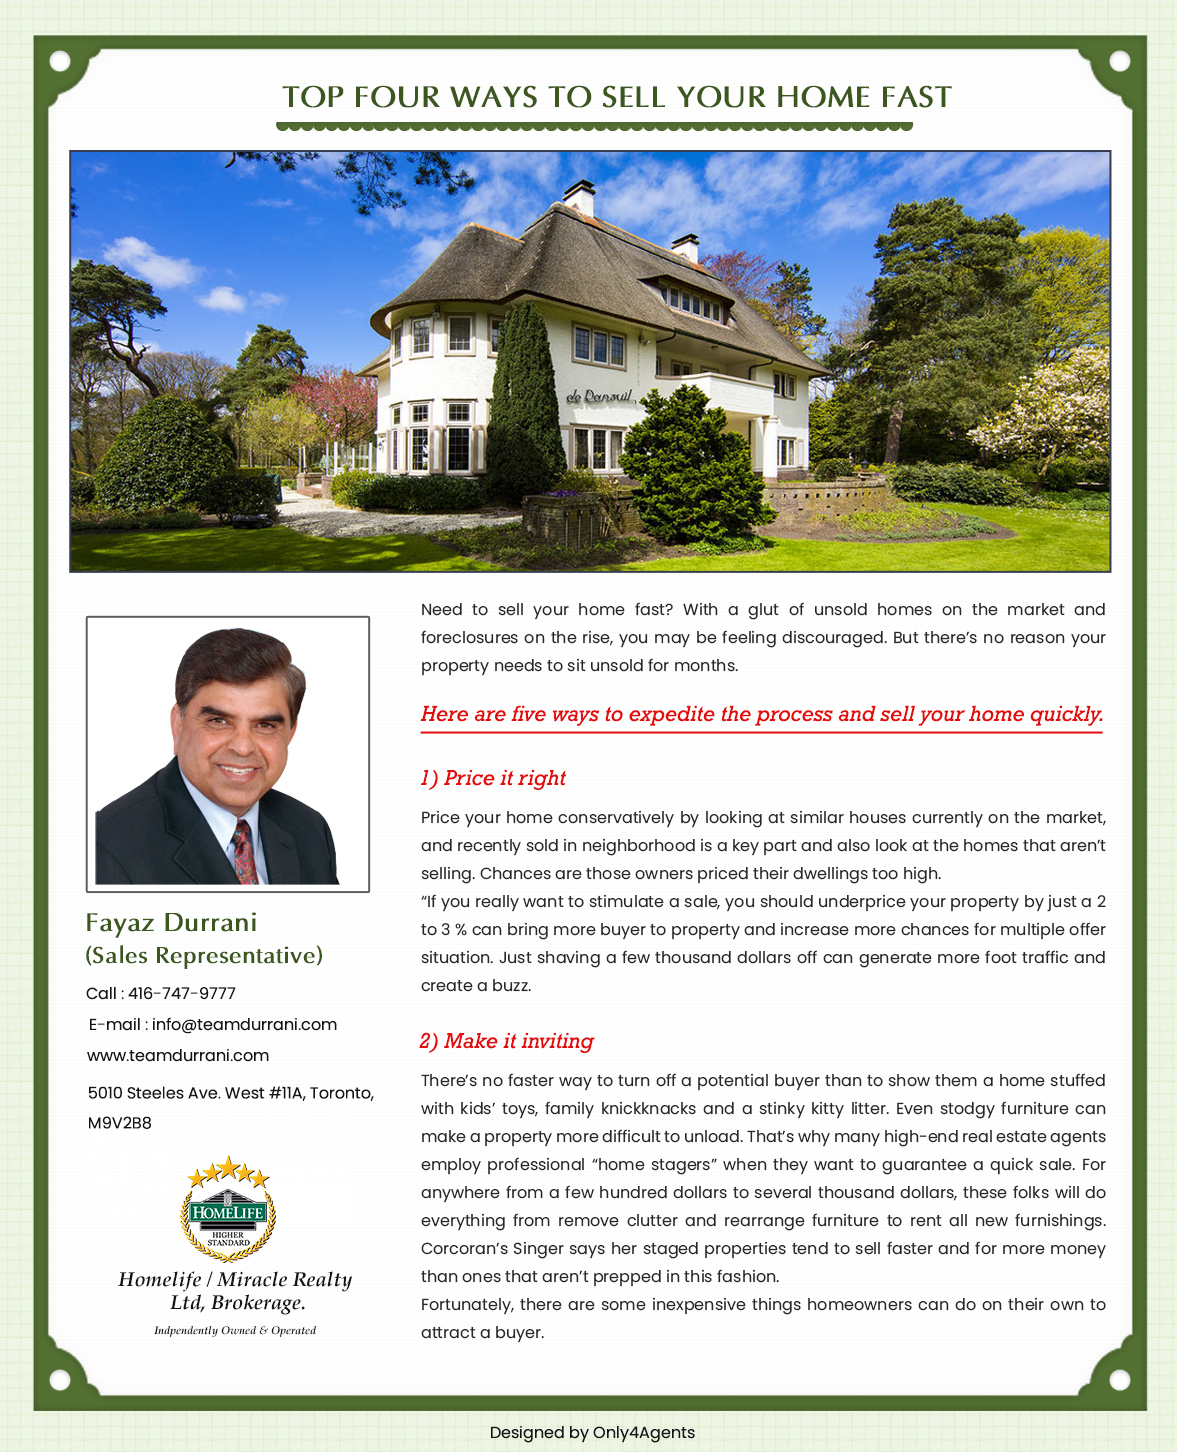 TOP FOUR WAYS TO SELL YOUR HOME FAST
de Zonouil
Need to sell your home fast? With a glut of unsold homes on the market and
foreclosures on the rise, you may be feeling discouraged. But there’s no reason your
property needs to sit unsold for months.
Here are five ways to expedite the process and sell your home quickly.
1) Price it right
Price your home conservatively by looking at similar houses currently on the market,
and recently sold in neighborhood is a key part and also look at the homes that aren’t
selling. Chances are those owners priced their dwellings too high.
“If you really want to stimulate a sale, you should underprice your property by just a 2
to 3 % can bring more buyer to property and increase more chances for multiple offer
situation. Just shaving a few thousand dollars off can generate more foot traffic and
create a buzz.
2) Make it inviting
There’s no faster way to turn off a potential buyer than to show them a home stuffed
with kids’ toys, family knickknacks and a stinky kitty litter. Even stodgy furniture can
make a property more difficult to unload. That’s why many high-end real estate agents
employ professional “home stagers” when they want to guarantee a quick sale. For
anywhere from a few hundred dollars to several thousand dollars, these folks will do
everything from remove clutter and rearrange furniture to rent all new furnishings.
Corcoran’s Singer says her staged properties tend to sell faster and for more money
than ones that aren’t prepped in this fashion.
Fortunately, there are some inexpensive things homeowners can do on their own to
attract a buyer.
Fayaz Durrani
(Sales Representative)
Call : 416-747-9777
E-mail : info@teamdurrani.com
www.teamdurrani.com
5010 Steeles Ave. West #11A, Toronto,
M9V2B8
HOMELIFE
HIGHER
STANDARD
Homelife / Miracle Realty
Ltd, Brokerage.
Indpendently Owned & Operated
Designed by Only4Agents